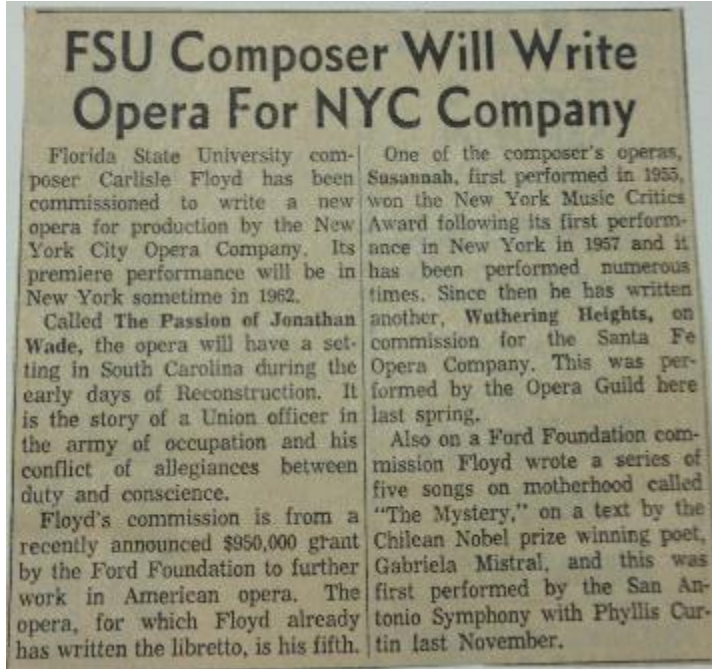 FSU Composer Will Write
Opera For NYC Company
Florida State University com-
poser Carlisle Floyd has been
commissioned to write a new
opera for production by the New
York City Opera Company. Its
premiere performance will be in
New York sometime in 1962.
Called The Passion of Jonathan
Wade, the opera will have a set-
ting in South Carolina during the
early days of Reconstruction. It
is the story of a Union officer in
the army of occupation and his
conflict of allegiances between
duty and conscience.
Floyd's commission is from a
recently announced $950,000 grant
by the Ford Foundation to further
work in American opera. The
opera, for which Floyd already
has written the libretto, is his fifth.
One of the composer's operas,
Susannah, first performed in 1955,
won the New York Music Critics
Award following its first perform-
ance in New York in 1957 and it
has been performed numerous
times. Since then he has written
another, Wuthering Heights, on
commission for the Santa Fe
Opera Company. This was per-
formed by the Opera Guild here
last spring.
Also on a Ford Foundation com-
mission Floyd wrote a series of
five songs on motherhood called
"The Mystery," on a text by the
Chilean Nobel prize winning poet,
Gabriela Mistral, and this was
first performed by the San An-
tonio Symphony with Phyllis Cur-
tin last November.